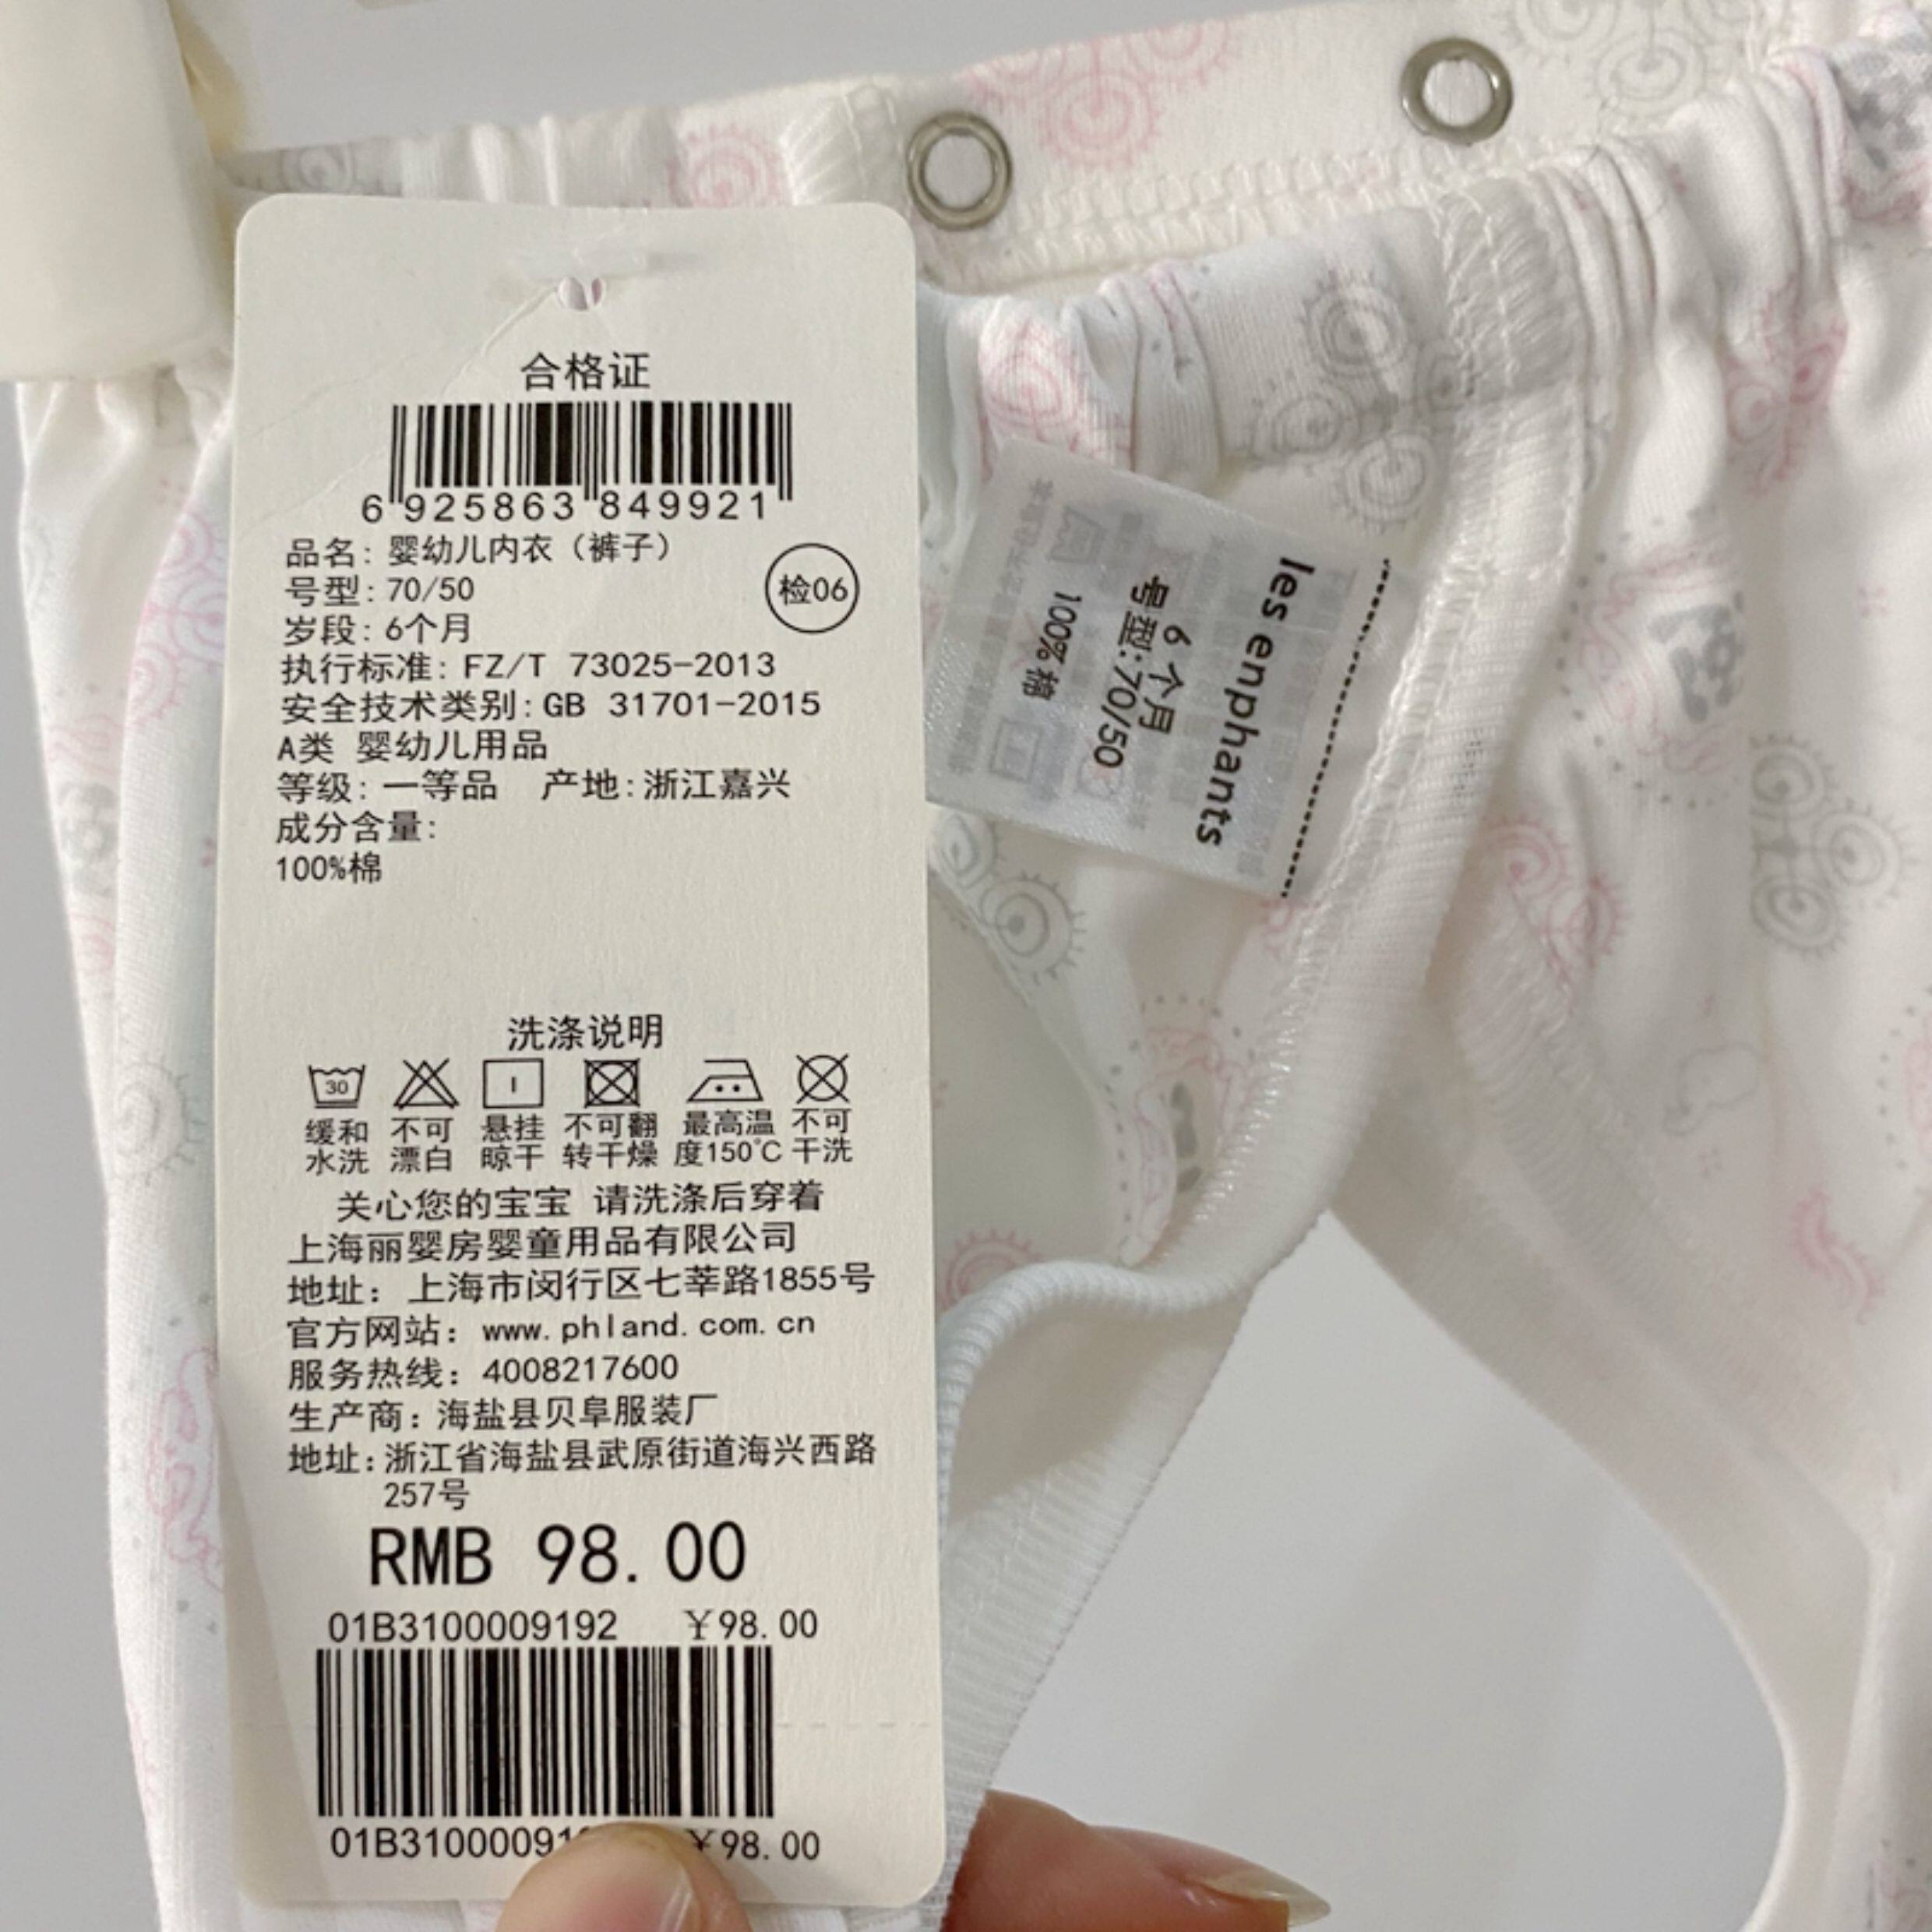 合格证
6 925863 849921
品名: 婴幼儿内衣（裤子）
号型: 70/50
检06
岁段: 6个月
执行标准: FZ/T 73025-2013
安全技术类别: GB 31701-2015
A类 婴幼儿用品
等级: 一等品 产地: 浙江嘉兴
成分含量:
100%棉
洗涤说明
30
缓和 不可 悬挂 不可翻 最高温 不可
水洗 漂白 晾干 转干燥 度150℃ 干洗
关心您的宝宝 请洗涤后穿着
上海丽婴房婴童用品有限公司
地址: 上海市闵行区七莘路1855号
官方网站: www.phland.com.cn
服务热线: 4008217600
生产商: 海盐县贝阜服装厂
地址: 浙江省海盐县武原街道海兴西路
257号
RMB 98.00
01B3100009192 ¥98.00
¥98.00
les enphants
6个月
号型:70/50
100%棉